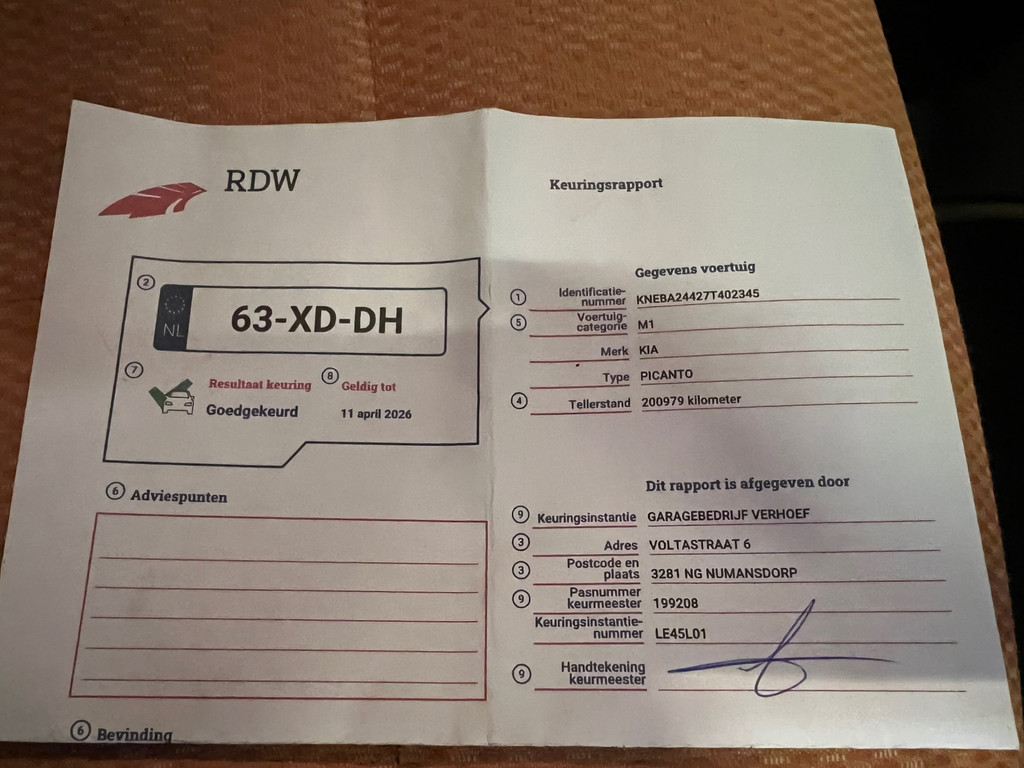 RDW
Keuringsrapport
2
NL
63-XD-DH
7
Resultaat keuring
Goedgekeurd
8
Geldig tot
11 april 2026
6 Adviespunten
6 Bevinding
Gegevens voertuig
1 Identificatie-
nummer KNEBA24427T402345
5 Voertuig-
categorie M1
Merk KIA
Type PICANTO
4 Tellerstand 200979 kilometer
Dit rapport is afgegeven door
9 Keuringsinstantie GARAGEBEDRIJF VERHOEF
3 Adres VOLTASTRAAT 6
3 Postcode en
plaats 3281 NG NUMANSDORP
9 Pasnummer
keurmeester 199208
Keuringsinstantie-
nummer LE45L01
9 Handtekening
keurmeester